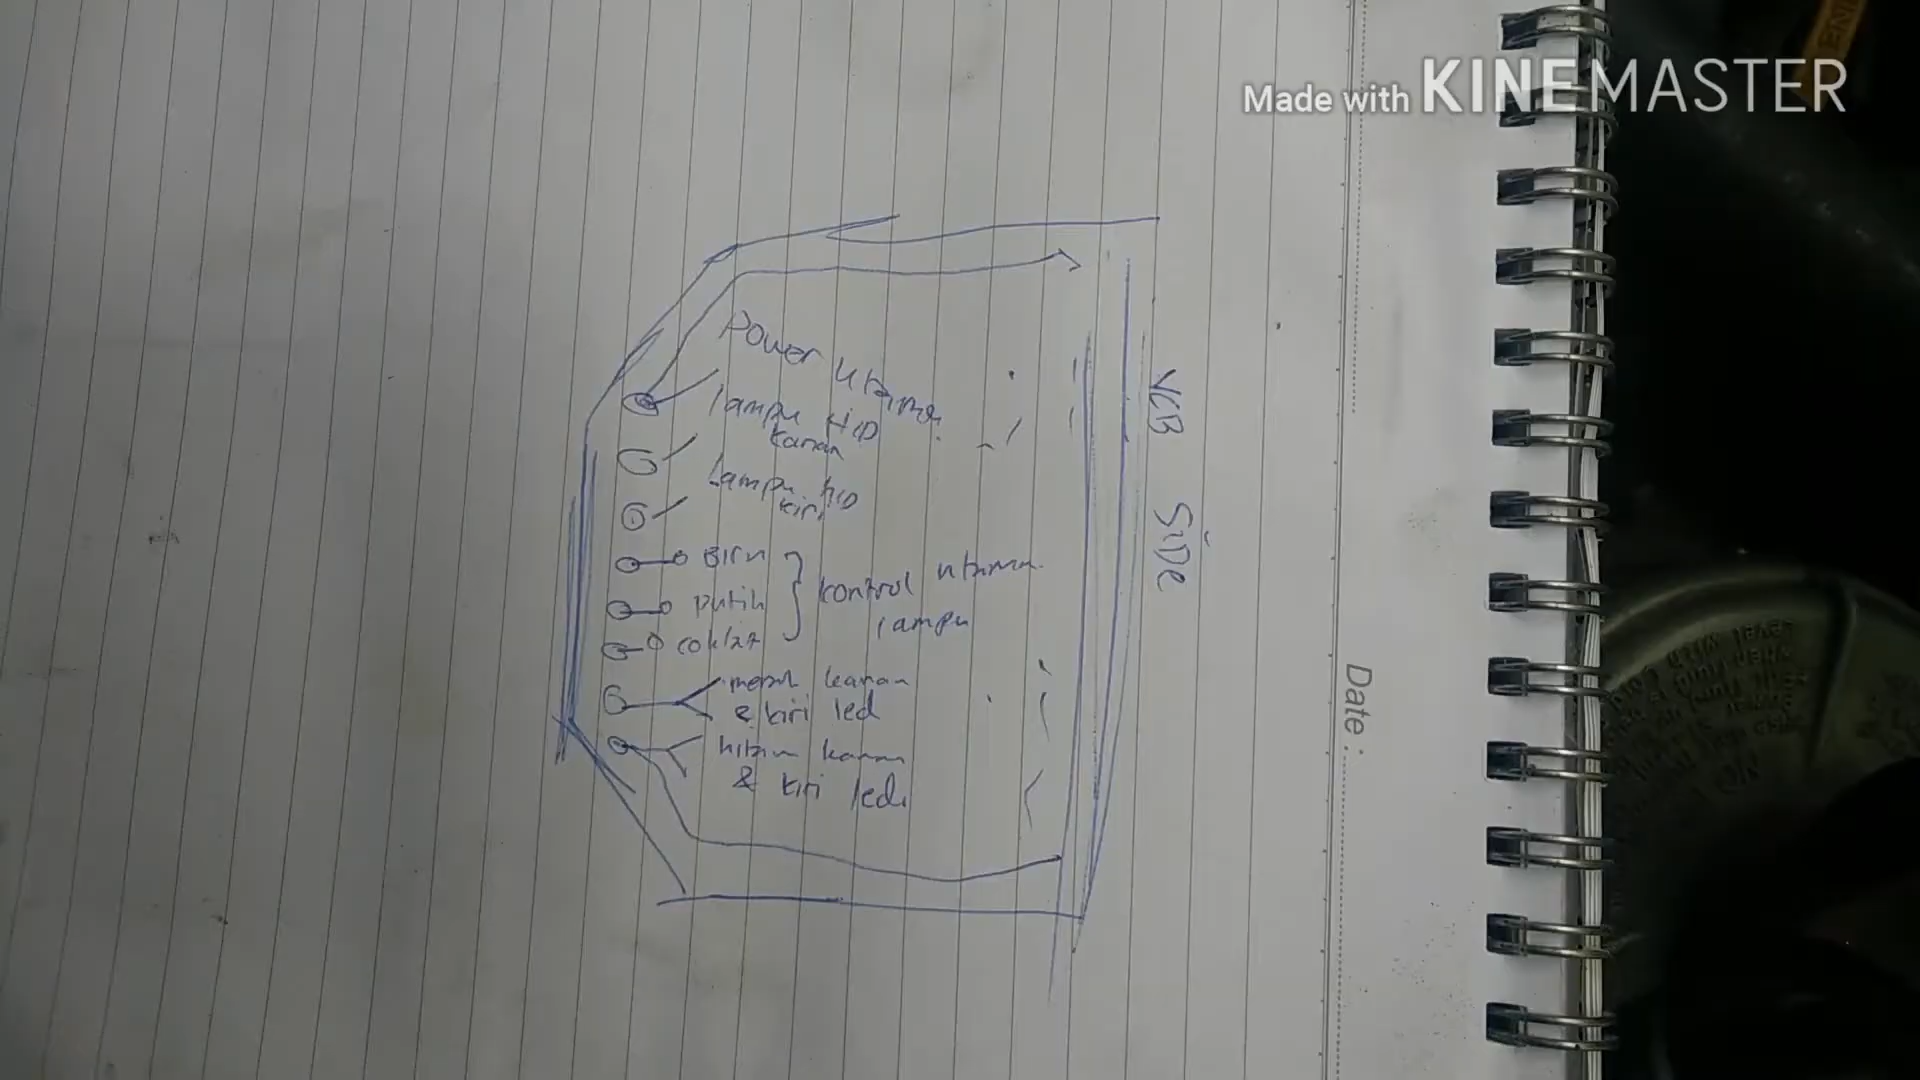 Made with KINEMASTER
Power utama
lampu HID
kanan
Lampu hID
kiri
Biru
putih
coklat
kontrol utama
lampu
merah kanan
& kiri led
hitam kanan
& kiri led
SIDE
Date :